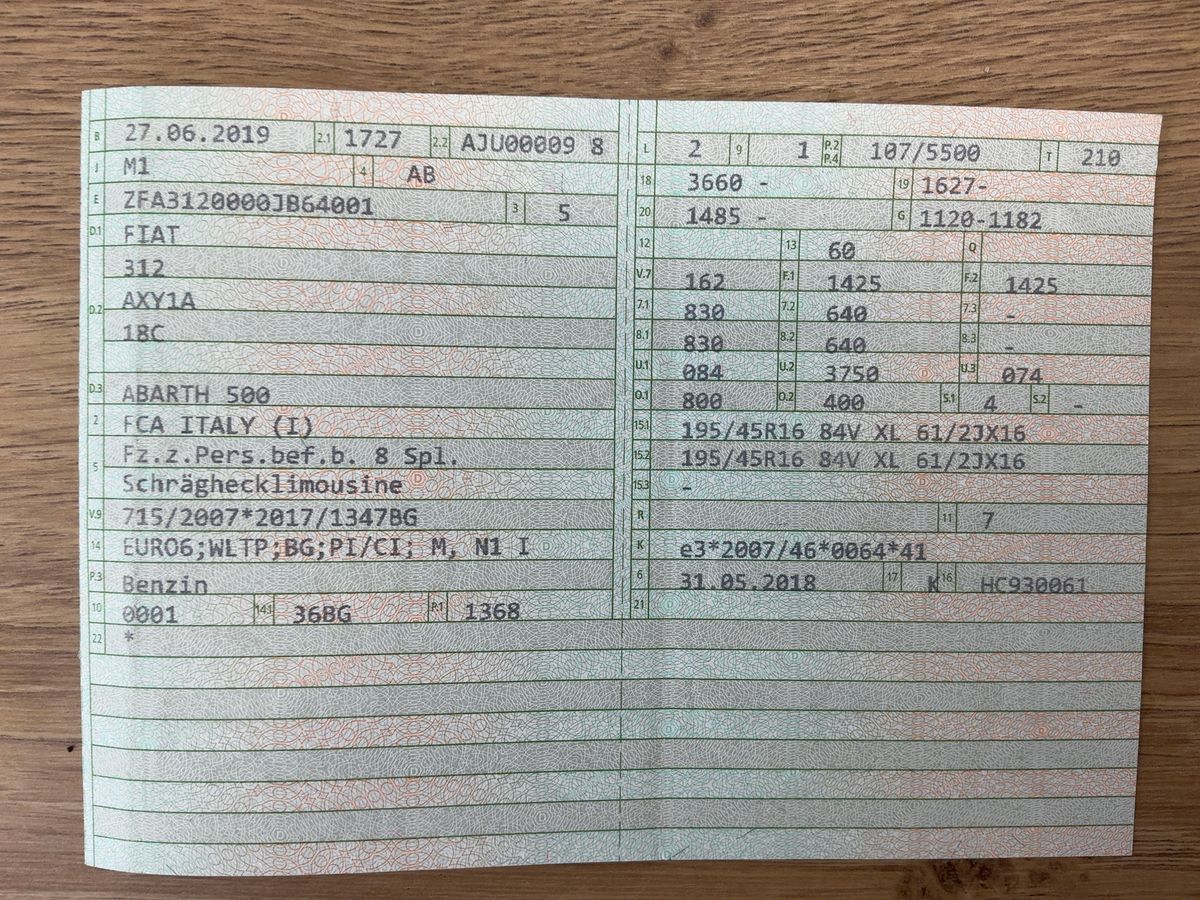 B 27.06.2019 2.1 1727 2.2 AJU00009 8
J M1 4 AB
E ZFA3120000JB64001 3 5
D.1 FIAT
312
D.2 AXY1A
18C
D.3 ABARTH 500
2 FCA ITALY (I)
5 Fz.z.Pers.bef.b. 8 Spl.
Schräghecklimousine
V.9 715/2007*2017/1347BG
14 EURO6;WLTP;BG;PI/CI; M, N1 I
P.3 Benzin
10 0001 14.1 36BG P.1 1368
22 *
L 2 9 1 P.2 P.4 107/5500 T 210
18 3660 - 19 1627-
20 1485 - G 1120-1182
12 13 60 Q
V.7 162 F.1 1425 F.2 1425
7.1 830 7.2 640 7.3 -
8.1 830 8.2 640 8.3 -
U.1 084 U.2 3750 U.3 074
O.1 800 O.2 400 S.1 4 S.2 -
15.1 195/45R16 84V XL 61/2JX16
15.2 195/45R16 84V XL 61/2JX16
15.3 -
R 11 7
K e3*2007/46*0064*41
6 31.05.2018 17 K 16 HC930061
21